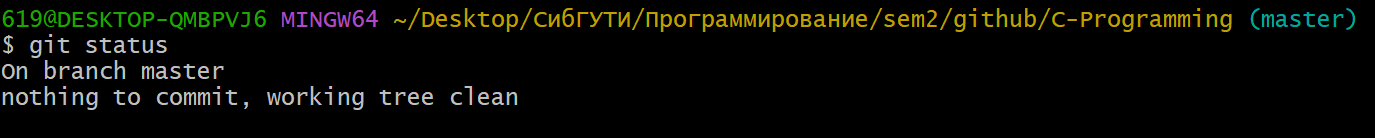 619@DESKTOP-QMBPVJ6 MINGW64 ~/Desktop/СибГУТИ/Программирование/sem2/github/C-Programming (master)
$ git status
On branch master
nothing to commit, working tree clean